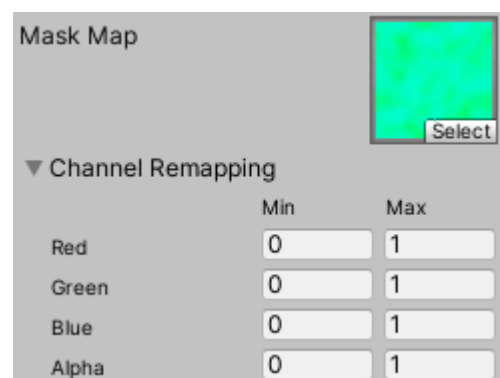 Mask Map
Select
Channel Remapping
Min Max
Red 0 1
Green 0 1
Blue 0 1
Alpha 0 1